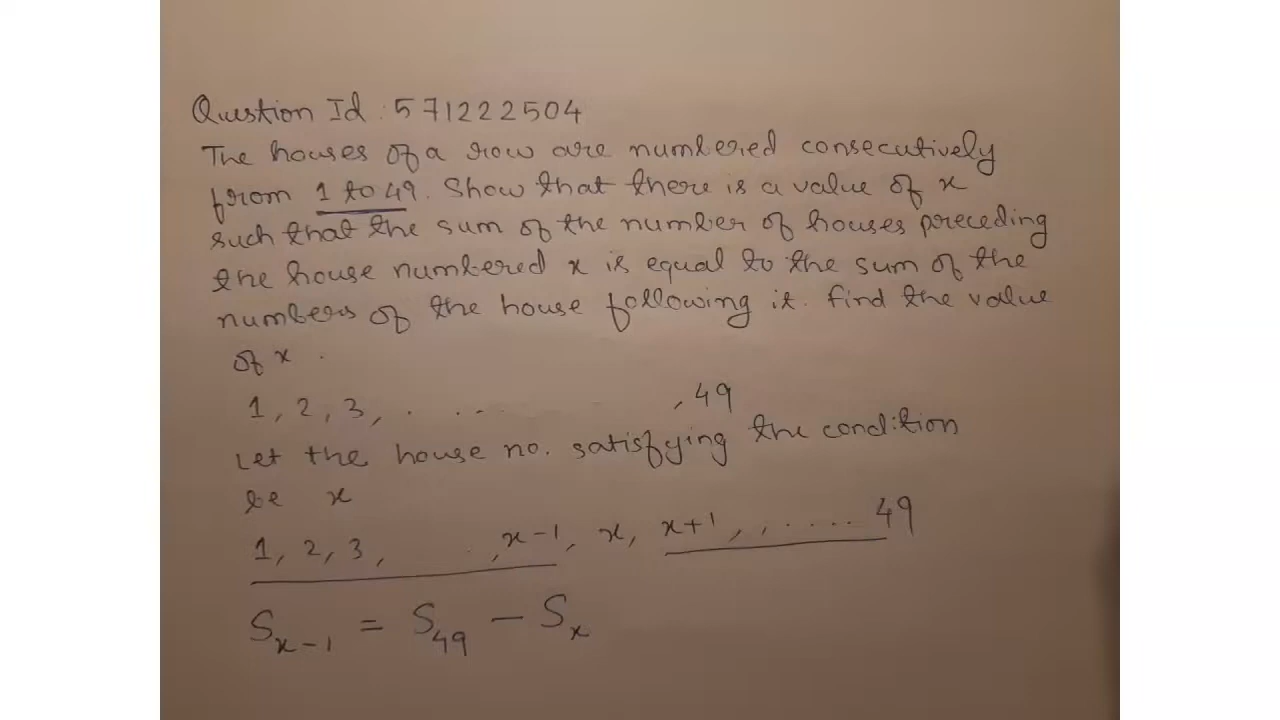 Question Id : 571222504
The houses of a row are numbered consecutively
from 1 to 49. Show that there is a value of x
such that the sum of the number of houses preceding
the house numbered x is equal to the sum of the
numbers of the house following it. find the value
of x .
1, 2, 3, . ... , 49
Let the house no. satisfying the condition
be x
1, 2, 3, . , x-1, x, x+1, , ..... 49
S_{x-1} = S_{49} - S_x